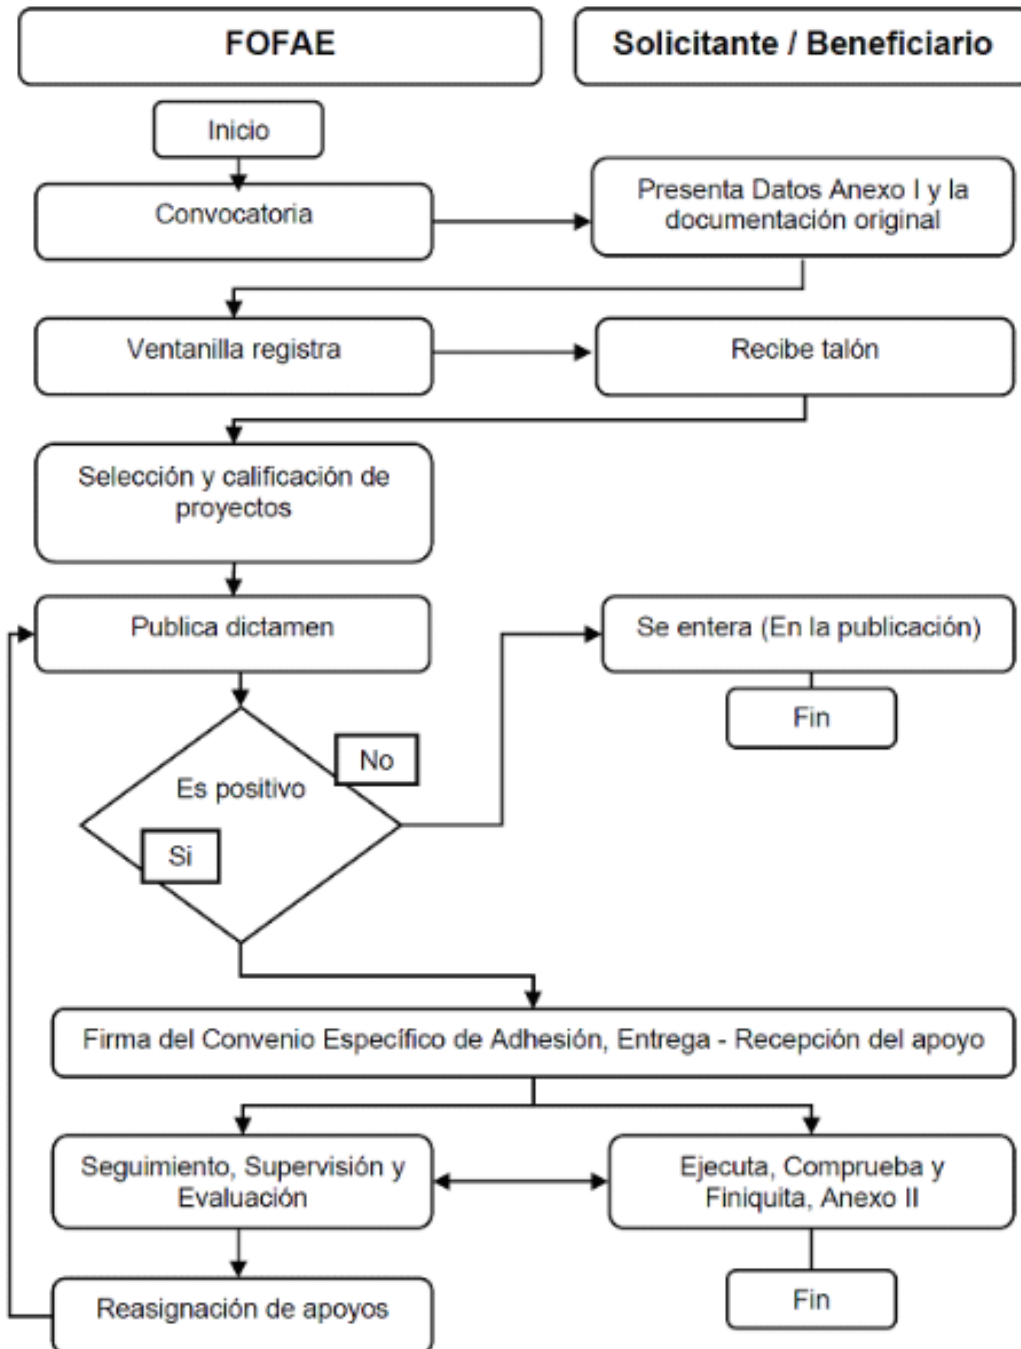 FOFAE
Solicitante / Beneficiario
Inicio
Convocatoria
Presenta Datos Anexo I y la
documentación original
Ventanilla registra
Recibe talón
Selección y calificación de
proyectos
Publica dictamen
Se entera (En la publicación)
Fin
No
Es positivo
Si
Firma del Convenio Específico de Adhesión, Entrega - Recepción del apoyo
Seguimiento, Supervisión y
Evaluación
Ejecuta, Comprueba y
Finiquita, Anexo II
Reasignación de apoyos
Fin